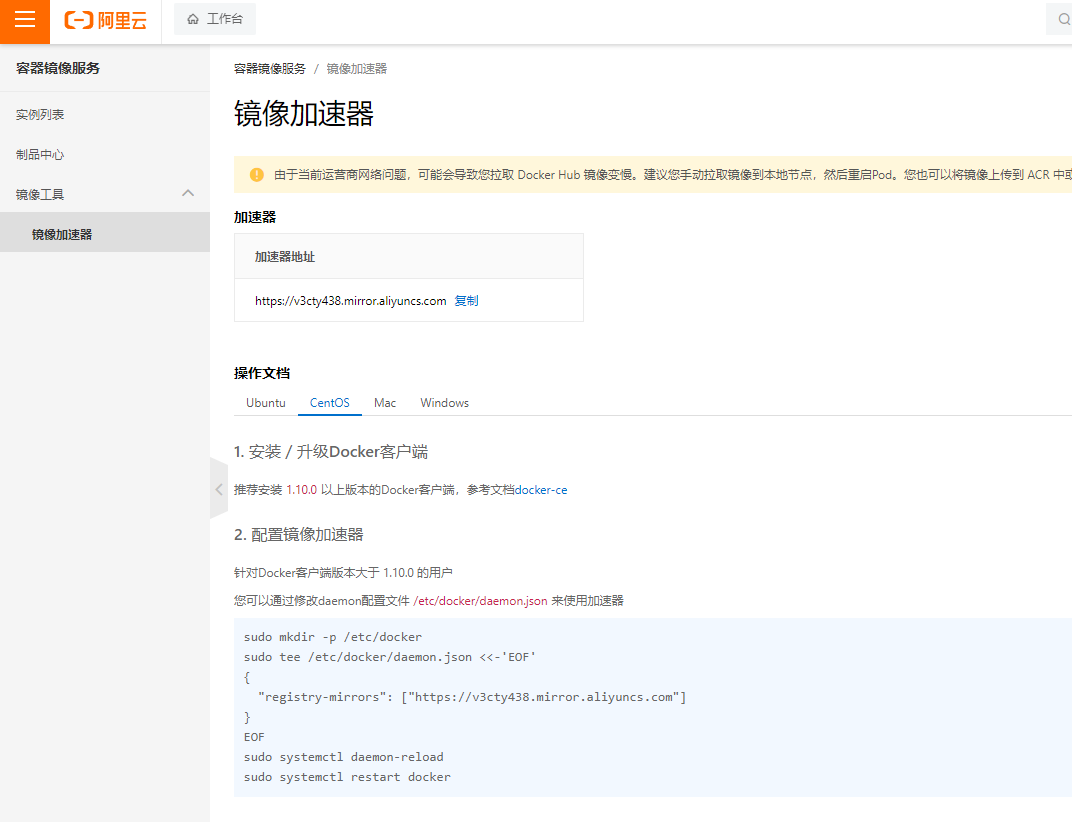 阿里云
工作台
容器镜像服务
实例列表
制品中心
镜像工具
镜像加速器
容器镜像服务 / 镜像加速器
镜像加速器
由于当前运营商网络问题，可能会导致您拉取 Docker Hub 镜像变慢。建议您手动拉取镜像到本地节点，然后重启Pod。您也可以将镜像上传到 ACR 中或
加速器
加速器地址
https://v3cty438.mirror.aliyuncs.com 复制
操作文档
Ubuntu CentOS Mac Windows
1. 安装 / 升级Docker客户端
推荐安装 1.10.0 以上版本的Docker客户端，参考文档docker-ce
2. 配置镜像加速器
针对Docker客户端版本大于 1.10.0 的用户
您可以通过修改daemon配置文件 /etc/docker/daemon.json 来使用加速器
sudo mkdir -p /etc/docker
sudo tee /etc/docker/daemon.json <<-'EOF'
{
  "registry-mirrors": ["https://v3cty438.mirror.aliyuncs.com"]
}
EOF
sudo systemctl daemon-reload
sudo systemctl restart docker